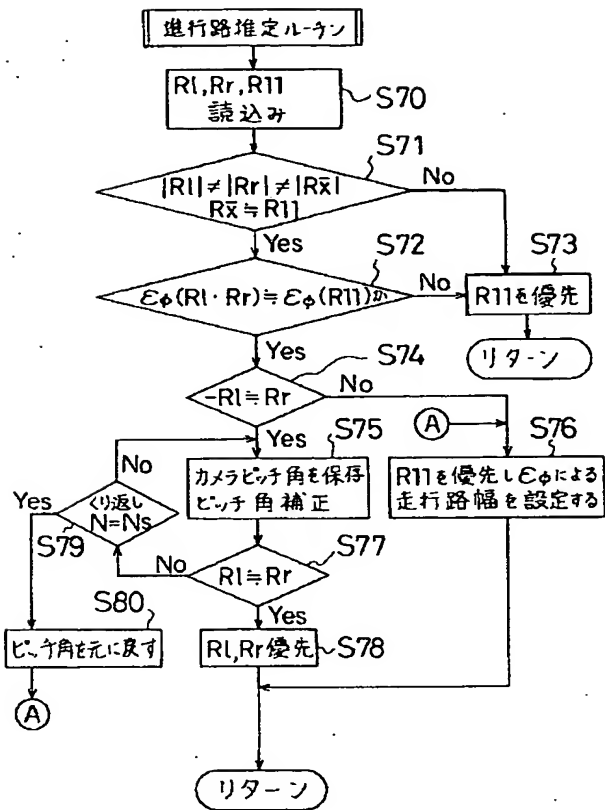 進行路推定ルーチン
Rl,Rr,R11
読込み
S70
S71
|Rl|≠|Rr|≠|Rx̄|
Rx̄≒R11
No
Yes
S72
S73
εφ(Rl・Rr)≒εφ(R11)か
No
R11を優先
Yes
リターン
S74
-Rl≒Rr
No
A
Yes
S75
S76
No
カメラピッチ角を保存
ピッチ角補正
R11を優先しεφによる
走行路幅を設定する
Yes
くり返し
N=Ns
S79
No
S77
Rl≒Rr
S80
Yes
ピッチ角を元に戻す
Rl,Rr優先
S78
A
リターン